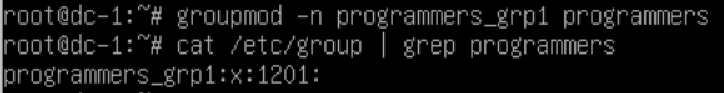 root@dc-1:~# groupmod -n programmers_grp1 programmers
root@dc-1:~# cat /etc/group | grep programmers
programmers_grp1:x:1201: